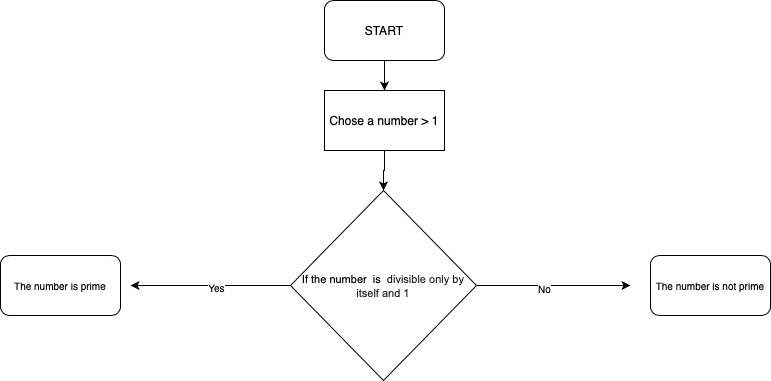 START
Chose a number > 1
If the number  is  divisible only by
itself and 1
Yes
No
The number is prime
The number is not prime